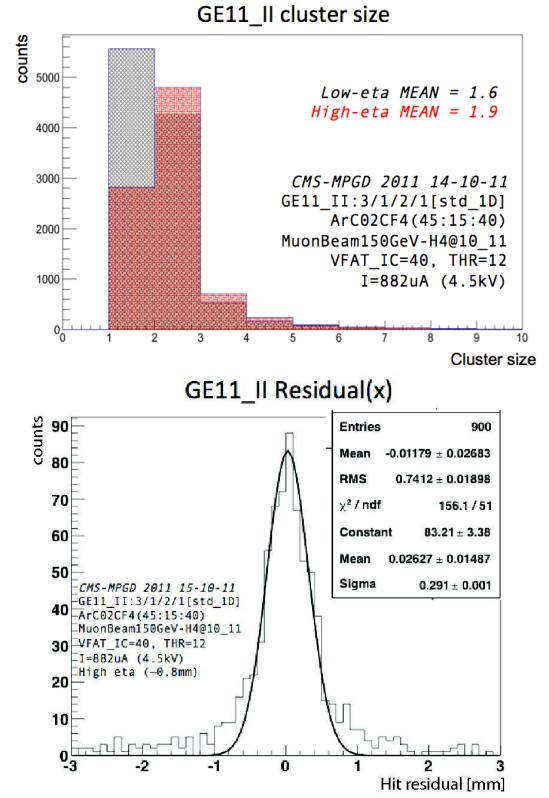 GE11_II cluster size
counts
5000
4000
3000
2000
1000
0
Low-eta MEAN = 1.6
High-eta MEAN = 1.9
CMS-MPGD 2011 14-10-11
GE11_II:3/1/2/1[std_1D]
ArCO2CF4(45:15:40)
MuonBeam150GeV-H4@10_11
VFAT_IC=40, THR=12
I=882uA (4.5kV)
0 1 2 3 4 5 6 7 8 9 10
Cluster size
GE11_II Residual(x)
counts
90
80
70
60
50
40
30
20
10
0
Entries 900
Mean -0.01179 ± 0.02683
RMS 0.7412 ± 0.01898
χ² / ndf 156.1 / 51
Constant 83.21 ± 3.38
Mean 0.02627 ± 0.01487
Sigma 0.291 ± 0.001
CMS-MPGD 2011 15-10-11
GE11_II:3/1/2/1[std_1D]
ArCO2CF4(45:15:40)
MuonBeam150GeV-H4@10_11
VFAT_IC=40, THR=12
I=882uA (4.5kV)
High eta (~0.8mm)
-3 -2 -1 0 1 2 3
Hit residual [mm]